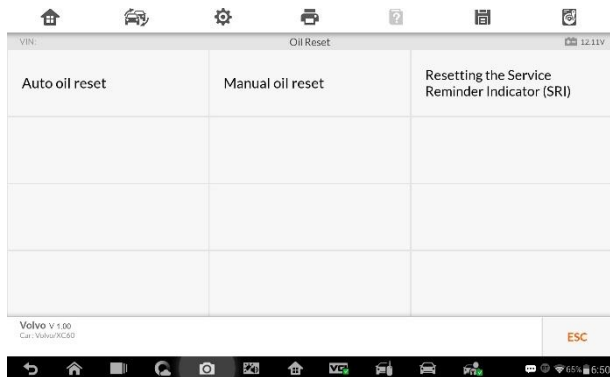 VIN:
Oil Reset
12.11V
Auto oil reset
Manual oil reset
Resetting the Service
Reminder Indicator (SRI)
Volvo V 1.00
Car: Volvo/XC60
ESC
65%
6:50